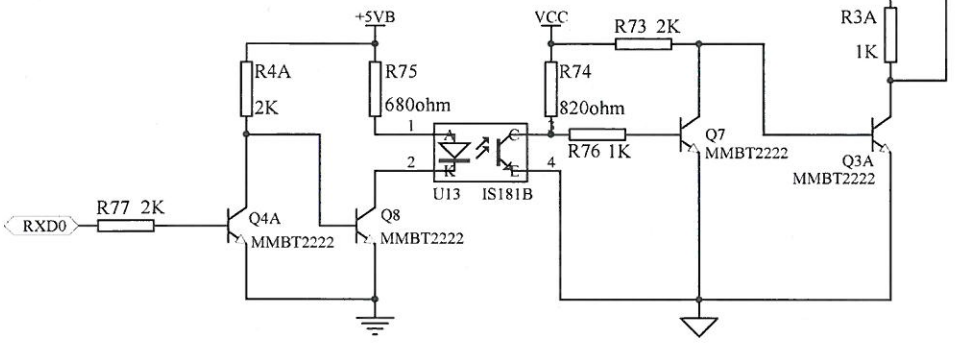 +5VB
VCC
R73 2K
R3A
1K
R4A
2K
R75
680ohm
R74
820ohm
1
A
C
3
R76 1K
Q7
MMBT2222
Q3A
MMBT2222
2
K
E
4
U13
IS181B
RXD0
R77 2K
Q4A
MMBT2222
Q8
MMBT2222